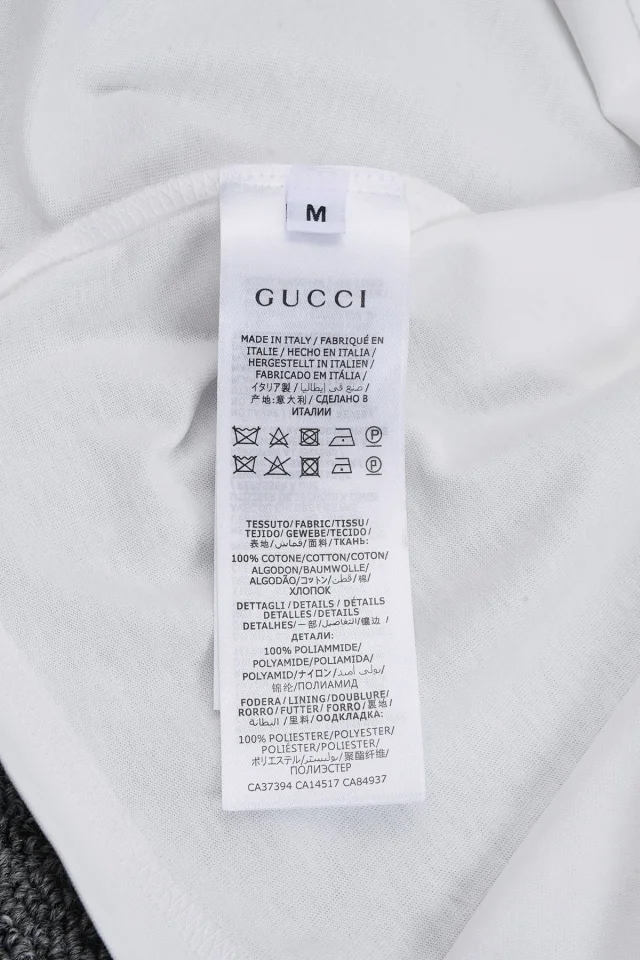 M
GUCCI
MADE IN ITALY / FABRIQUÉ EN
ITALIE / HECHO EN ITALIA /
HERGESTELLT IN ITALIEN /
FABRICADO EM ITÁLIA /
イタリア製 / صنع في إيطاليا /
产地:意大利 / СДЕЛАНО В
ИТАЛИИ
TESSUTO/FABRIC/TISSU/
TEJIDO/ GEWEBE/TECIDO/
表地/قماش/面料/ТКАНЬ:
100% COTONE/COTTON/COTON/
ALGODON/BAUMWOLLE/
ALGODÃO/コットン/قطن/棉/
ХЛОПОК
DETTAGLI / DETAILS / DÉTAILS
DETALLES / DETAILS
DETALHES/一部/التفاصيل/镶边 /
ДЕТАЛИ:
100% POLIAMMIDE/
POLYAMIDE/POLIAMIDA/
POLYAMID/ナイロン/بولي أميد/
锦纶/ПОЛИАМИД
FODERA / LINING/DOUBLURE/
RORRO/FUTTER/ FORRO/裏地/
البطانة /里料/ООДКЛАДКА:
100% POLIESTERE/POLYESTER/
POLIÉSTER/POLIESTER/
ポリエステル/بوليستر/聚酯纤维/
ПОЛИЭСТЕР
CA37394 CA14517 CA84937